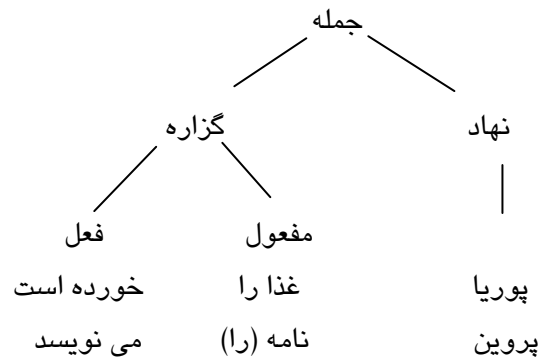 جمله
نهاد گزاره
مفعول فعل
پوریا غذا را خورده است
پروین نامه (را) می نویسد